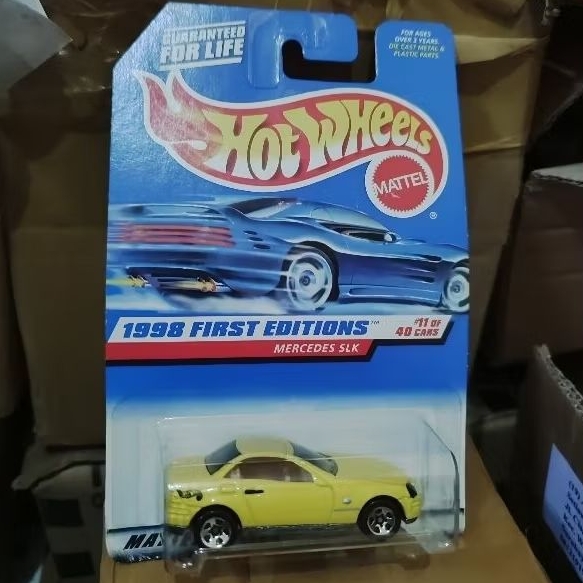 GUARANTEED
FOR LIFE
FOR AGES
OVER 3 YEARS
DIE CAST METAL &
PLASTIC PARTS
HOT WHEELS
MATTEL
®
1998 FIRST EDITIONS™
#11 OF
40 CARS
MERCEDES SLK